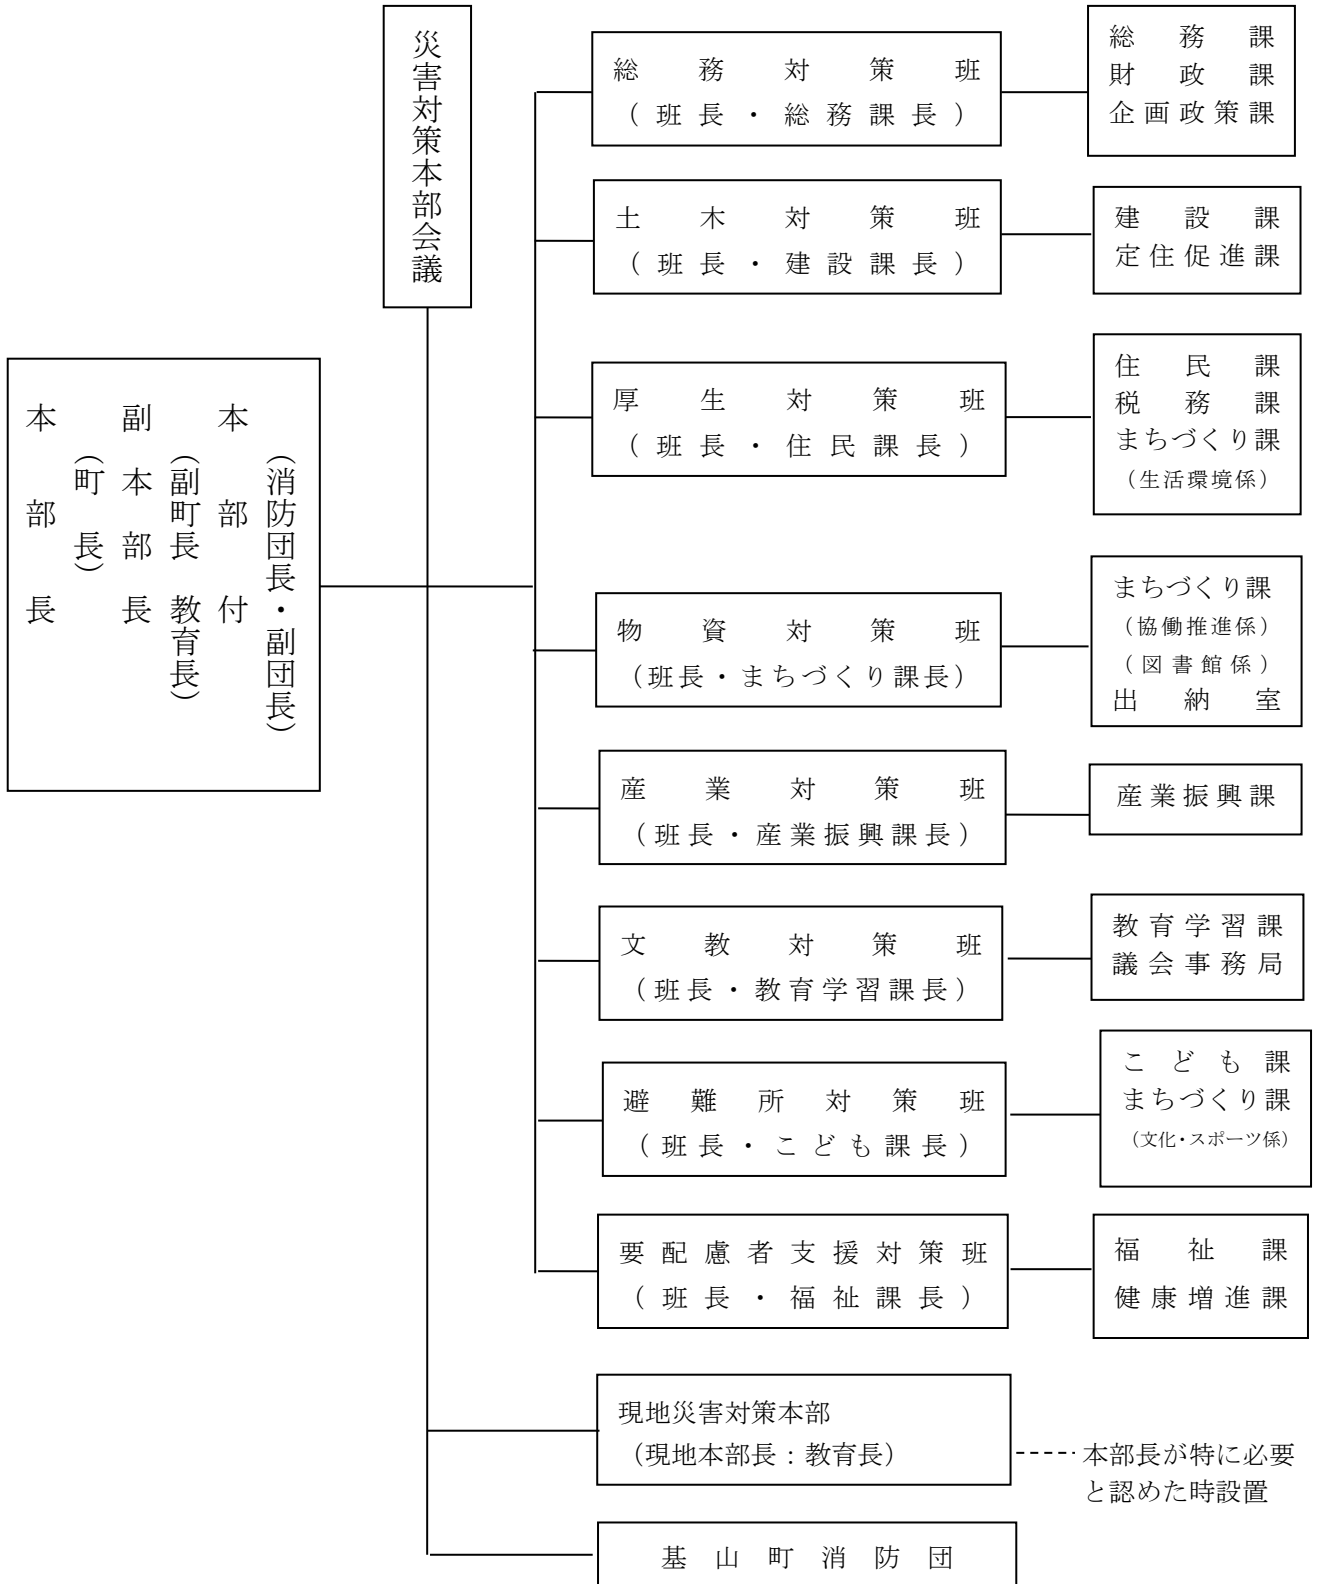 災害対策本部会議
本部長
（町長）
副本部長
（副町長 教育長）
本部付
（消防団長・副団長）
総務対策班
（班長・総務課長）
総務課
財政課
企画政策課
土木対策班
（班長・建設課長）
建設課
定住促進課
厚生対策班
（班長・住民課長）
住民課
税務課
まちづくり課
（生活環境係）
物資対策班
（班長・まちづくり課長）
まちづくり課
（協働推進係）
（図書館係）
出納室
産業対策班
（班長・産業振興課長）
産業振興課
文教対策班
（班長・教育学習課長）
教育学習課
議会事務局
避難所対策班
（班長・こども課長）
こども課
まちづくり課
（文化・スポーツ係）
要配慮者支援対策班
（班長・福祉課長）
福祉課
健康増進課
現地災害対策本部
（現地本部長：教育長）
本部長が特に必要
と認めた時設置
基山町消防団